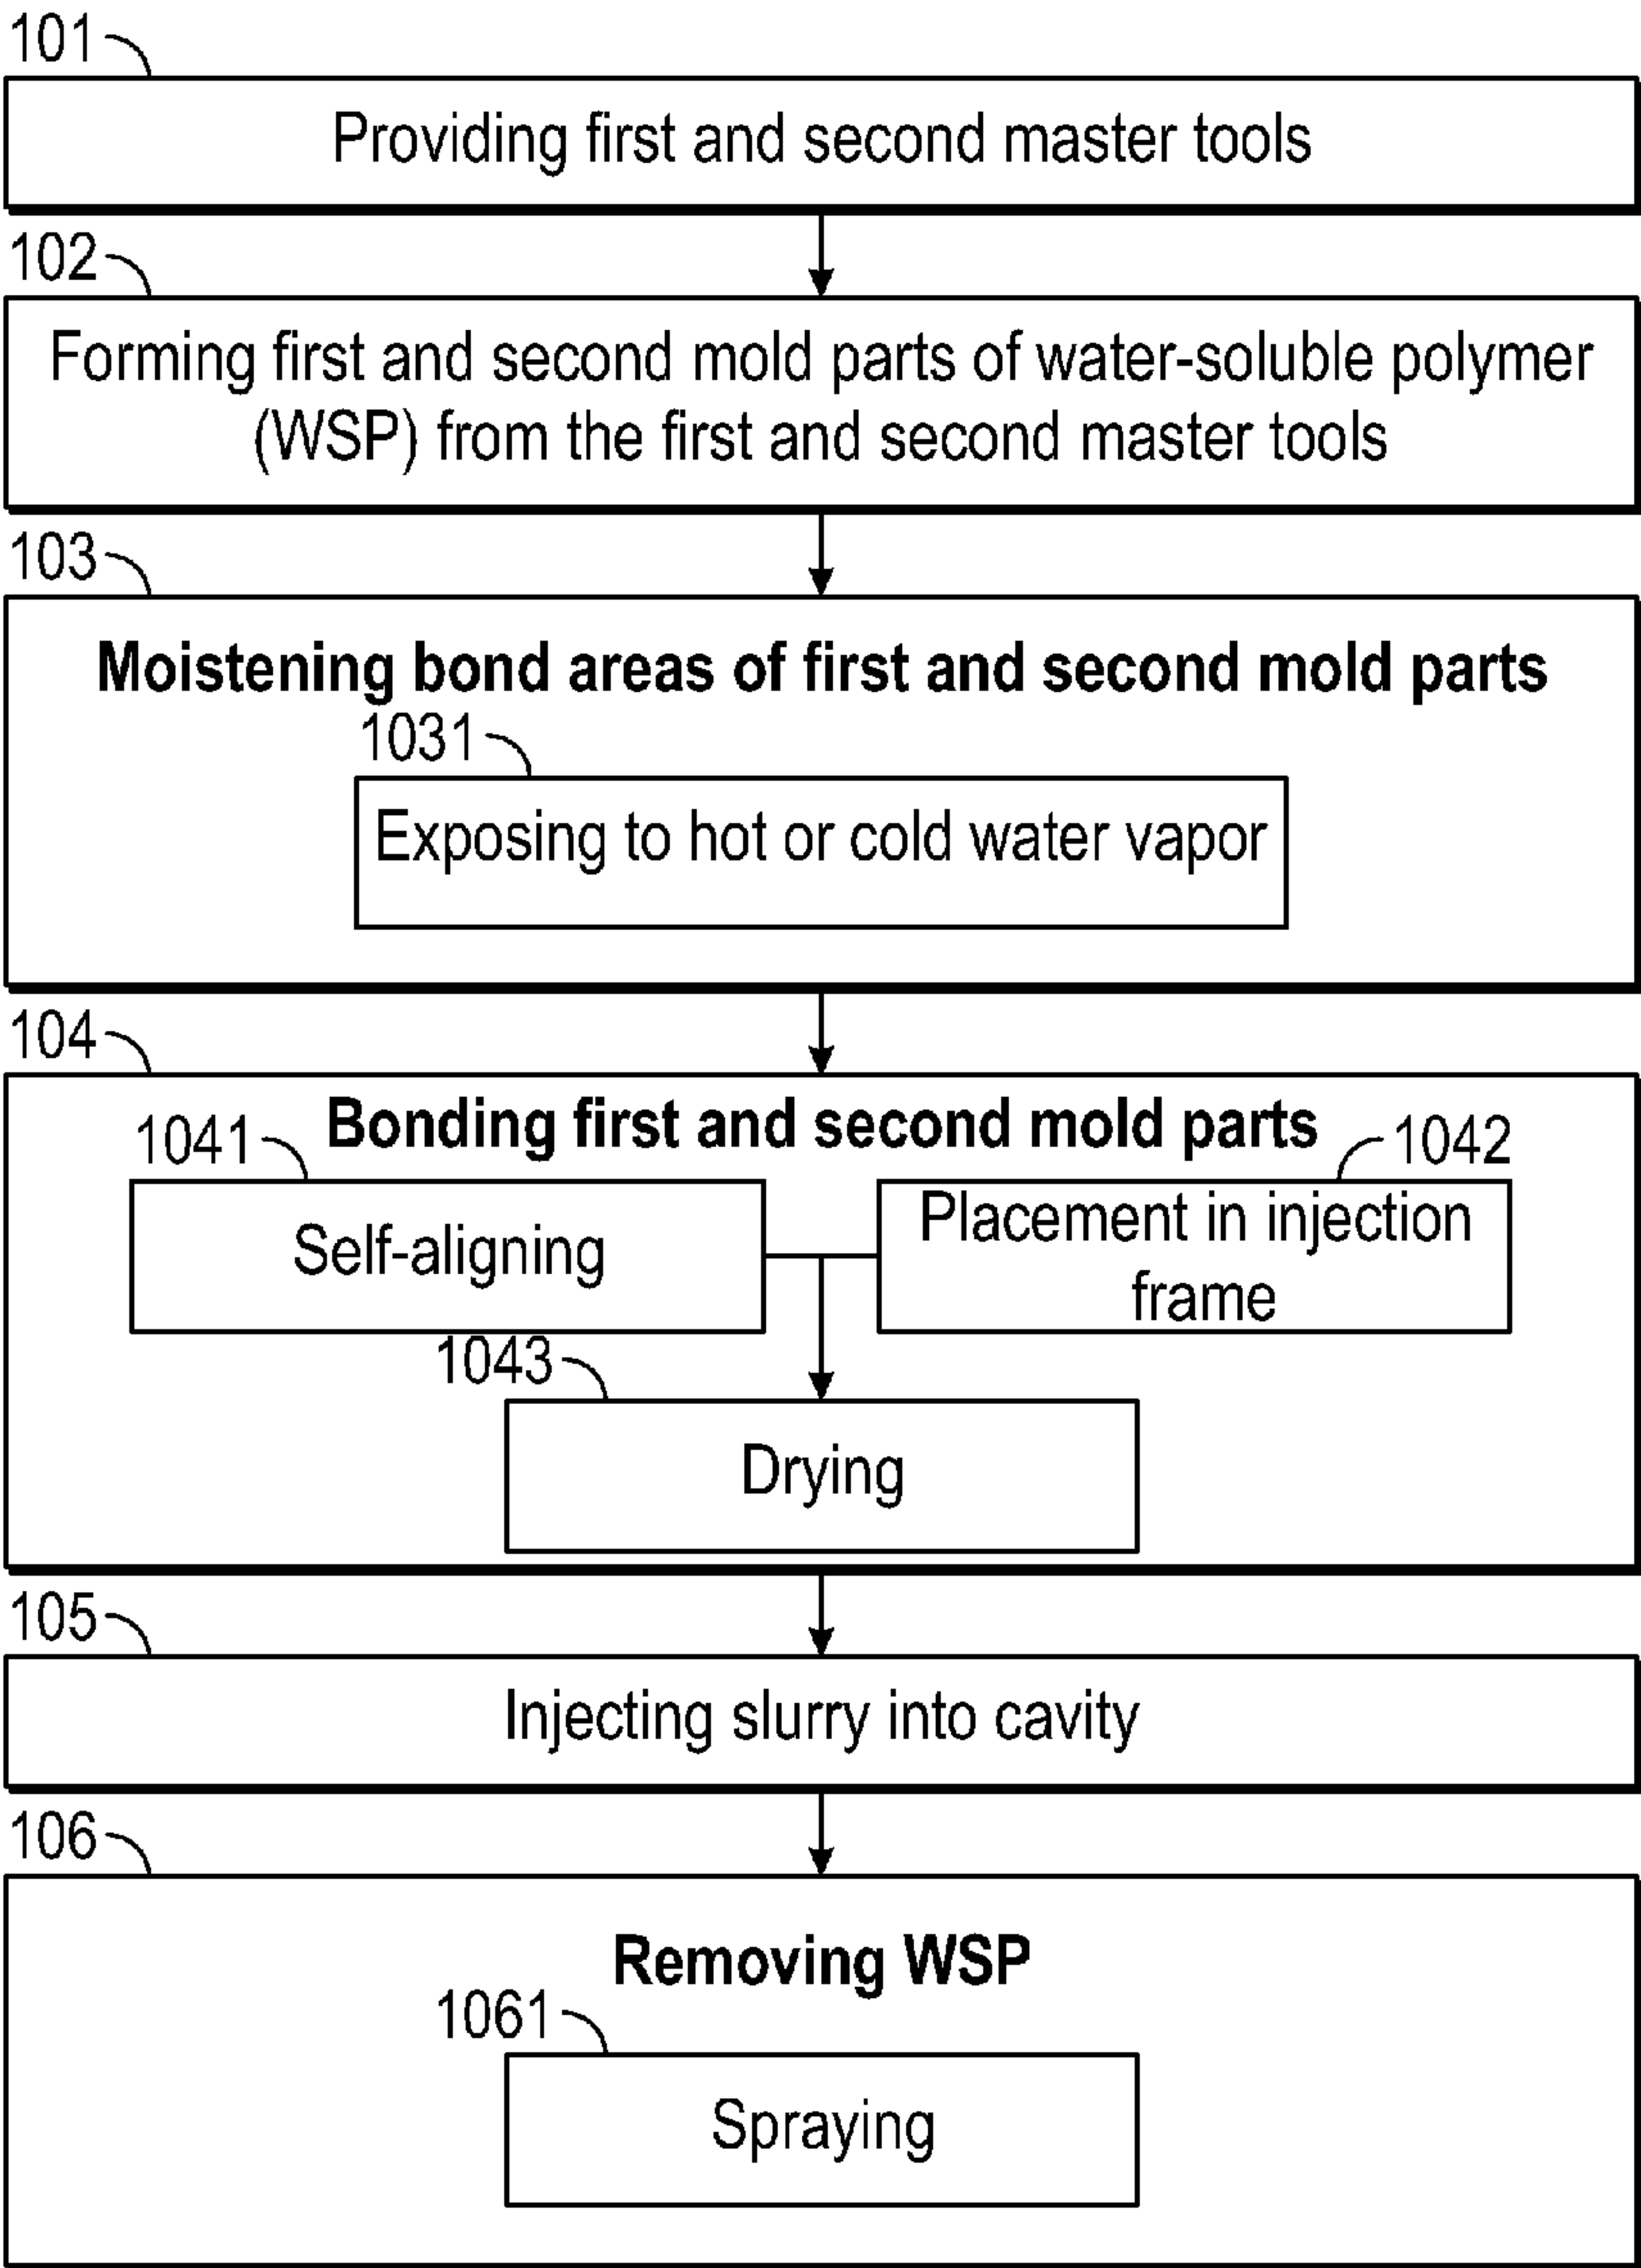 101
Providing first and second master tools
102
Forming first and second mold parts of water-soluble polymer
(WSP) from the first and second master tools
103
Moistening bond areas of first and second mold parts
1031
Exposing to hot or cold water vapor
104
Bonding first and second mold parts
1041
Self-aligning
1042
Placement in injection
frame
1043
Drying
105
Injecting slurry into cavity
106
Removing WSP
1061
Spraying